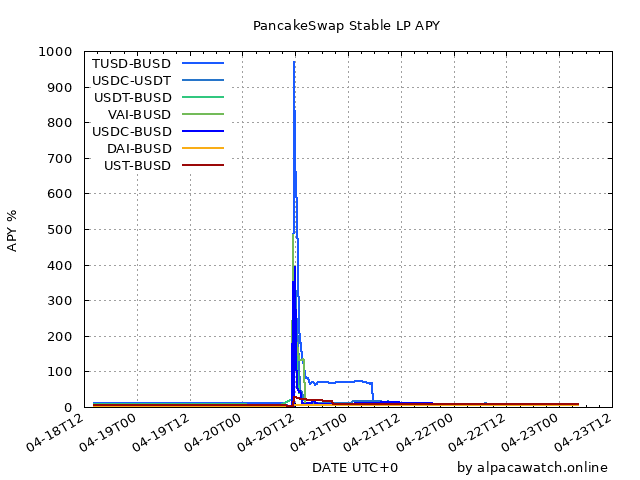 PancakeSwap Stable LP APY
1000
900
800
700
600
500
400
300
200
100
0
APY %
TUSD-BUSD
USDC-USDT
USDT-BUSD
VAI-BUSD
USDC-BUSD
DAI-BUSD
UST-BUSD
04-18T12
04-19T00
04-19T12
04-20T00
04-20T12
04-21T00
04-21T12
04-22T00
04-22T12
04-23T00
04-23T12
DATE UTC+0
by alpacawatch.online